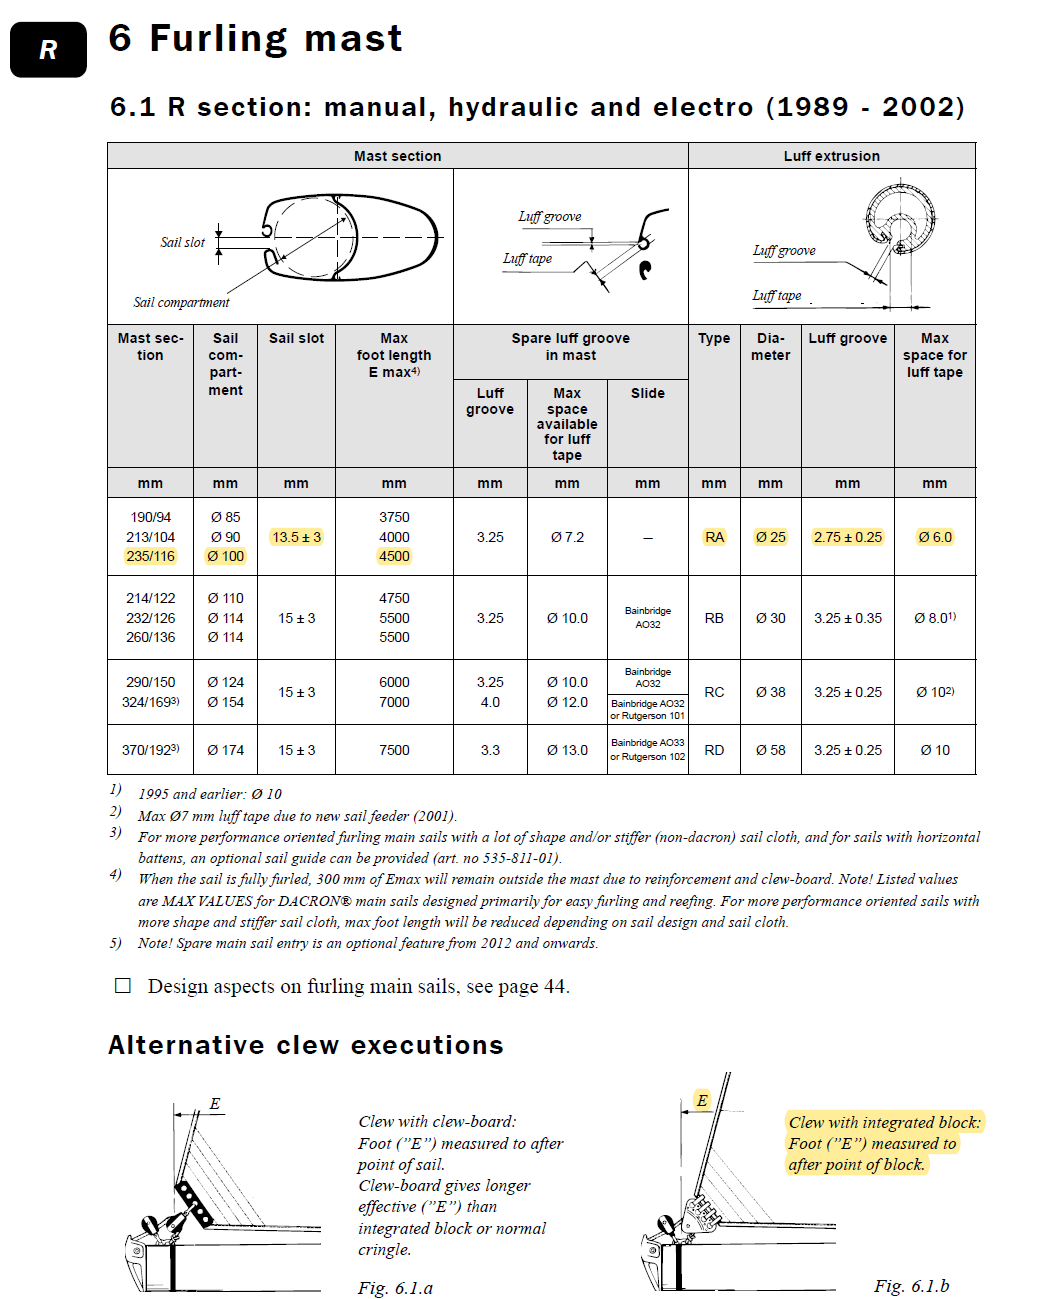 R
6 Furling mast
6.1 R section: manual, hydraulic and electro (1989 - 2002)
Mast section
Luff extrusion
Sail slot
Sail compartment
Luff groove
Luff tape
Luff groove
Luff tape
Mast sec-
tion
Sail
com-
part-
ment
Sail slot
Max
foot length
E max4)
Spare luff groove
in mast
Luff
groove
Max
space
available
for luff
tape
Slide
Type
Dia-
meter
Luff groove
Max
space for
luff tape
mm mm mm mm mm mm mm mm mm mm mm
190/94 Ø 85 3750
213/104 Ø 90 13.5 ± 3 4000 3.25 Ø 7.2 – RA Ø 25 2.75 ± 0.25 Ø 6.0
235/116 Ø 100 4500
214/122 Ø 110 4750
232/126 Ø 114 15 ± 3 5500 3.25 Ø 10.0 Bainbridge AO32 RB Ø 30 3.25 ± 0.35 Ø 8.01)
260/136 Ø 114 5500
290/150 Ø 124 15 ± 3 6000 3.25 Ø 10.0 Bainbridge AO32 RC Ø 38 3.25 ± 0.25 Ø 102)
324/1693) Ø 154 7000 4.0 Ø 12.0 Bainbridge AO32 or Rutgerson 101
370/1923) Ø 174 15 ± 3 7500 3.3 Ø 13.0 Bainbridge AO33 or Rutgerson 102 RD Ø 58 3.25 ± 0.25 Ø 10
1) 1995 and earlier: Ø 10
2) Max Ø7 mm luff tape due to new sail feeder (2001).
3) For more performance oriented furling main sails with a lot of shape and/or stiffer (non-dacron) sail cloth, and for sails with horizontal
battens, an optional sail guide can be provided (art. no 535-811-01).
4) When the sail is fully furled, 300 mm of Emax will remain outside the mast due to reinforcement and clew-board. Note! Listed values
are MAX VALUES for DACRON® main sails designed primarily for easy furling and reefing. For more performance oriented sails with
more shape and stiffer sail cloth, max foot length will be reduced depending on sail design and sail cloth.
5) Note! Spare main sail entry is an optional feature from 2012 and onwards.
☐ Design aspects on furling main sails, see page 44.
Alternative clew executions
E
Clew with clew-board:
Foot (”E”) measured to after
point of sail.
Clew-board gives longer
effective (”E”) than
integrated block or normal
cringle.
Fig. 6.1.a
E
Clew with integrated block:
Foot (”E”) measured to
after point of block.
Fig. 6.1.b